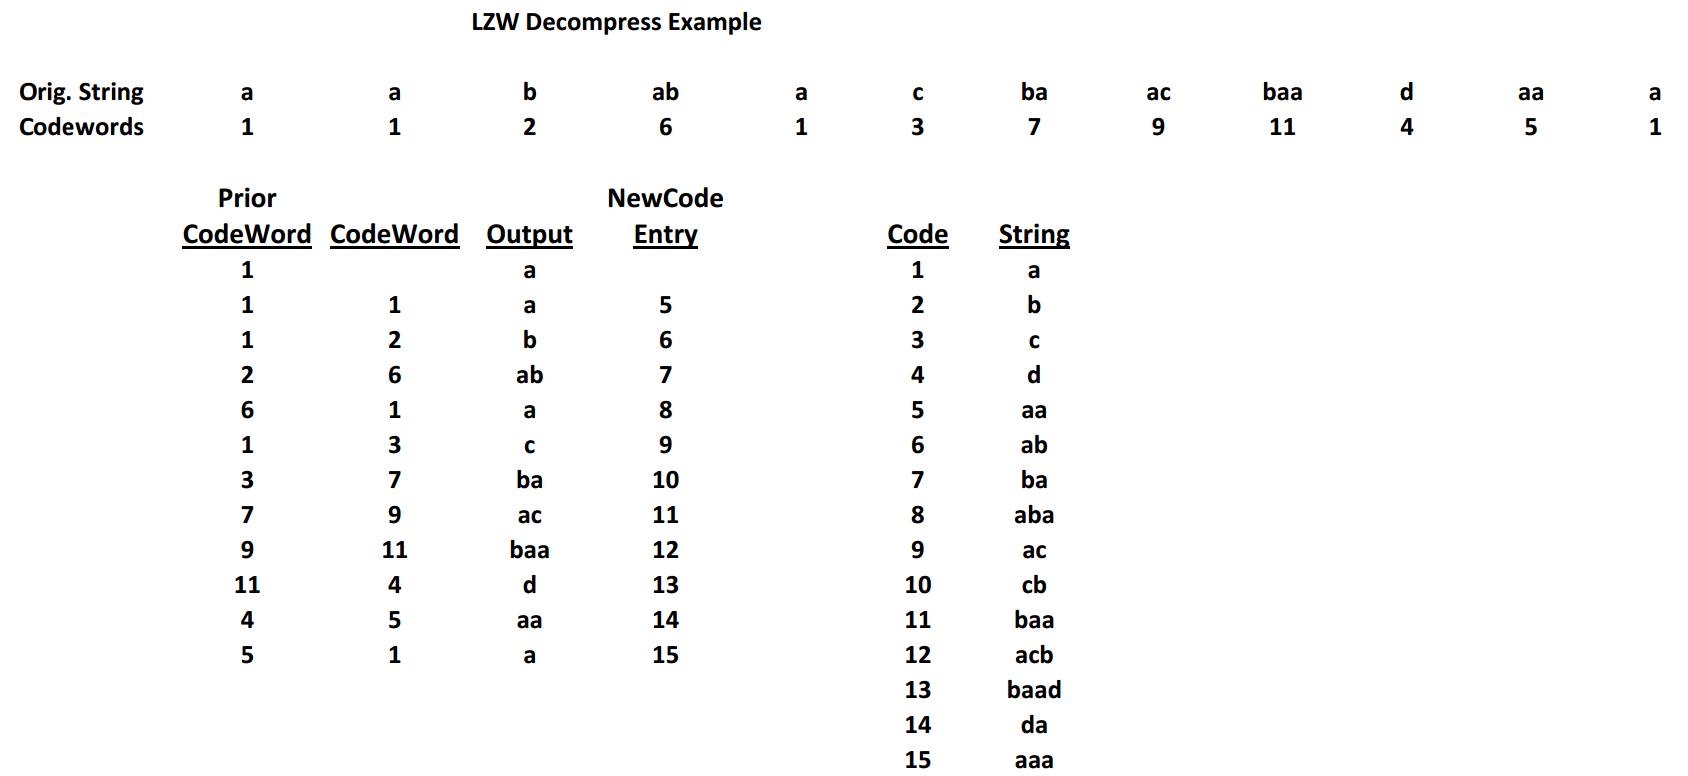 LZW Decompress Example
Orig. String a a b ab a c ba ac baa d aa a
Codewords 1 1 2 6 1 3 7 9 11 4 5 1
Prior NewCode
CodeWord CodeWord Output Entry Code String
1 a 1 a
1 1 a 5 2 b
1 2 b 6 3 c
2 6 ab 7 4 d
6 1 a 8 5 aa
1 3 c 9 6 ab
3 7 ba 10 7 ba
7 9 ac 11 8 aba
9 11 baa 12 9 ac
11 4 d 13 10 cb
4 5 aa 14 11 baa
5 1 a 15 12 acb
13 baad
14 da
15 aaa